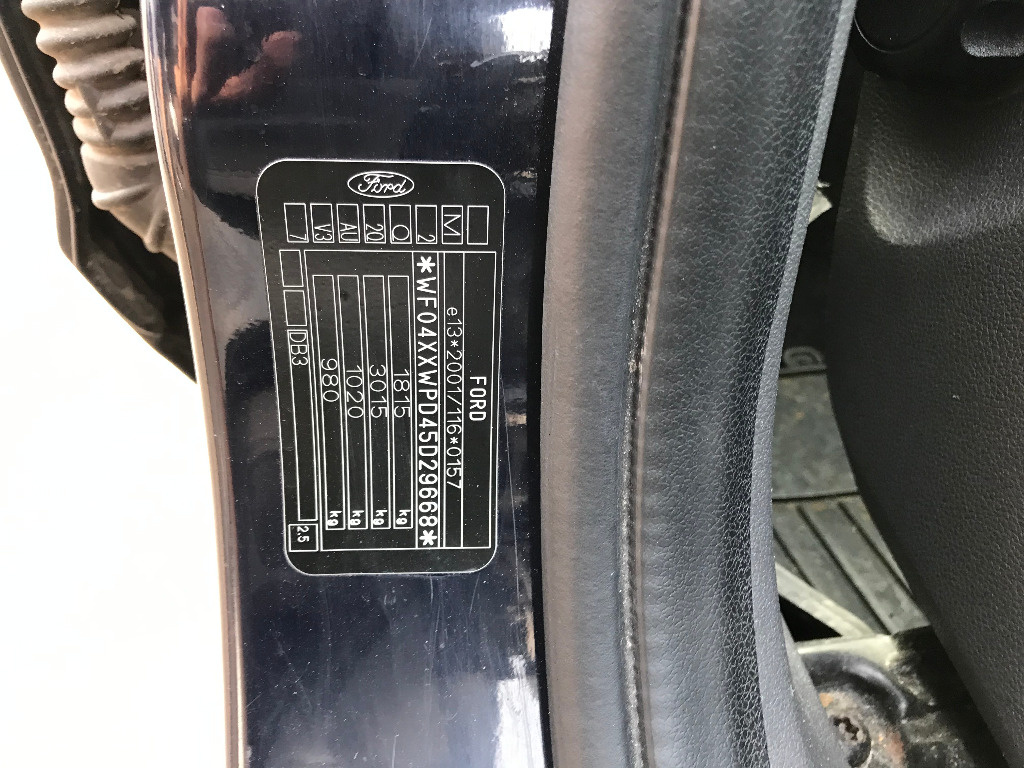 Ford
FORD
e13*2001/116*0157
*WF04XXWPD45D29668*
1815 kg
3015 kg
1020 kg
980 kg
DB3
2.5
M
2
Q
20
AU
V3
7